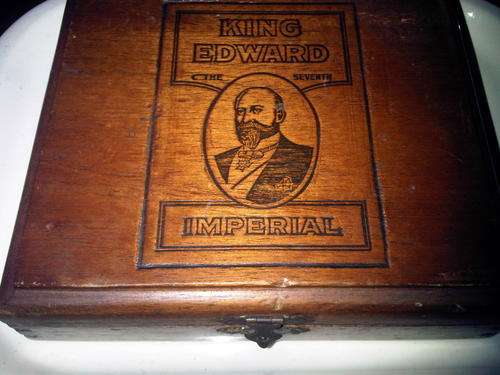 KING
EDWARD
THE SEVENTH
IMPERIAL